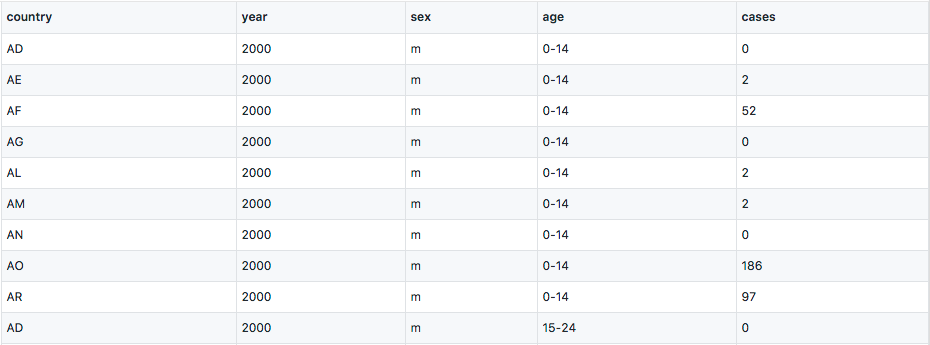 country year sex age cases
AD 2000 m 0-14 0
AE 2000 m 0-14 2
AF 2000 m 0-14 52
AG 2000 m 0-14 0
AL 2000 m 0-14 2
AM 2000 m 0-14 2
AN 2000 m 0-14 0
AO 2000 m 0-14 186
AR 2000 m 0-14 97
AD 2000 m 15-24 0